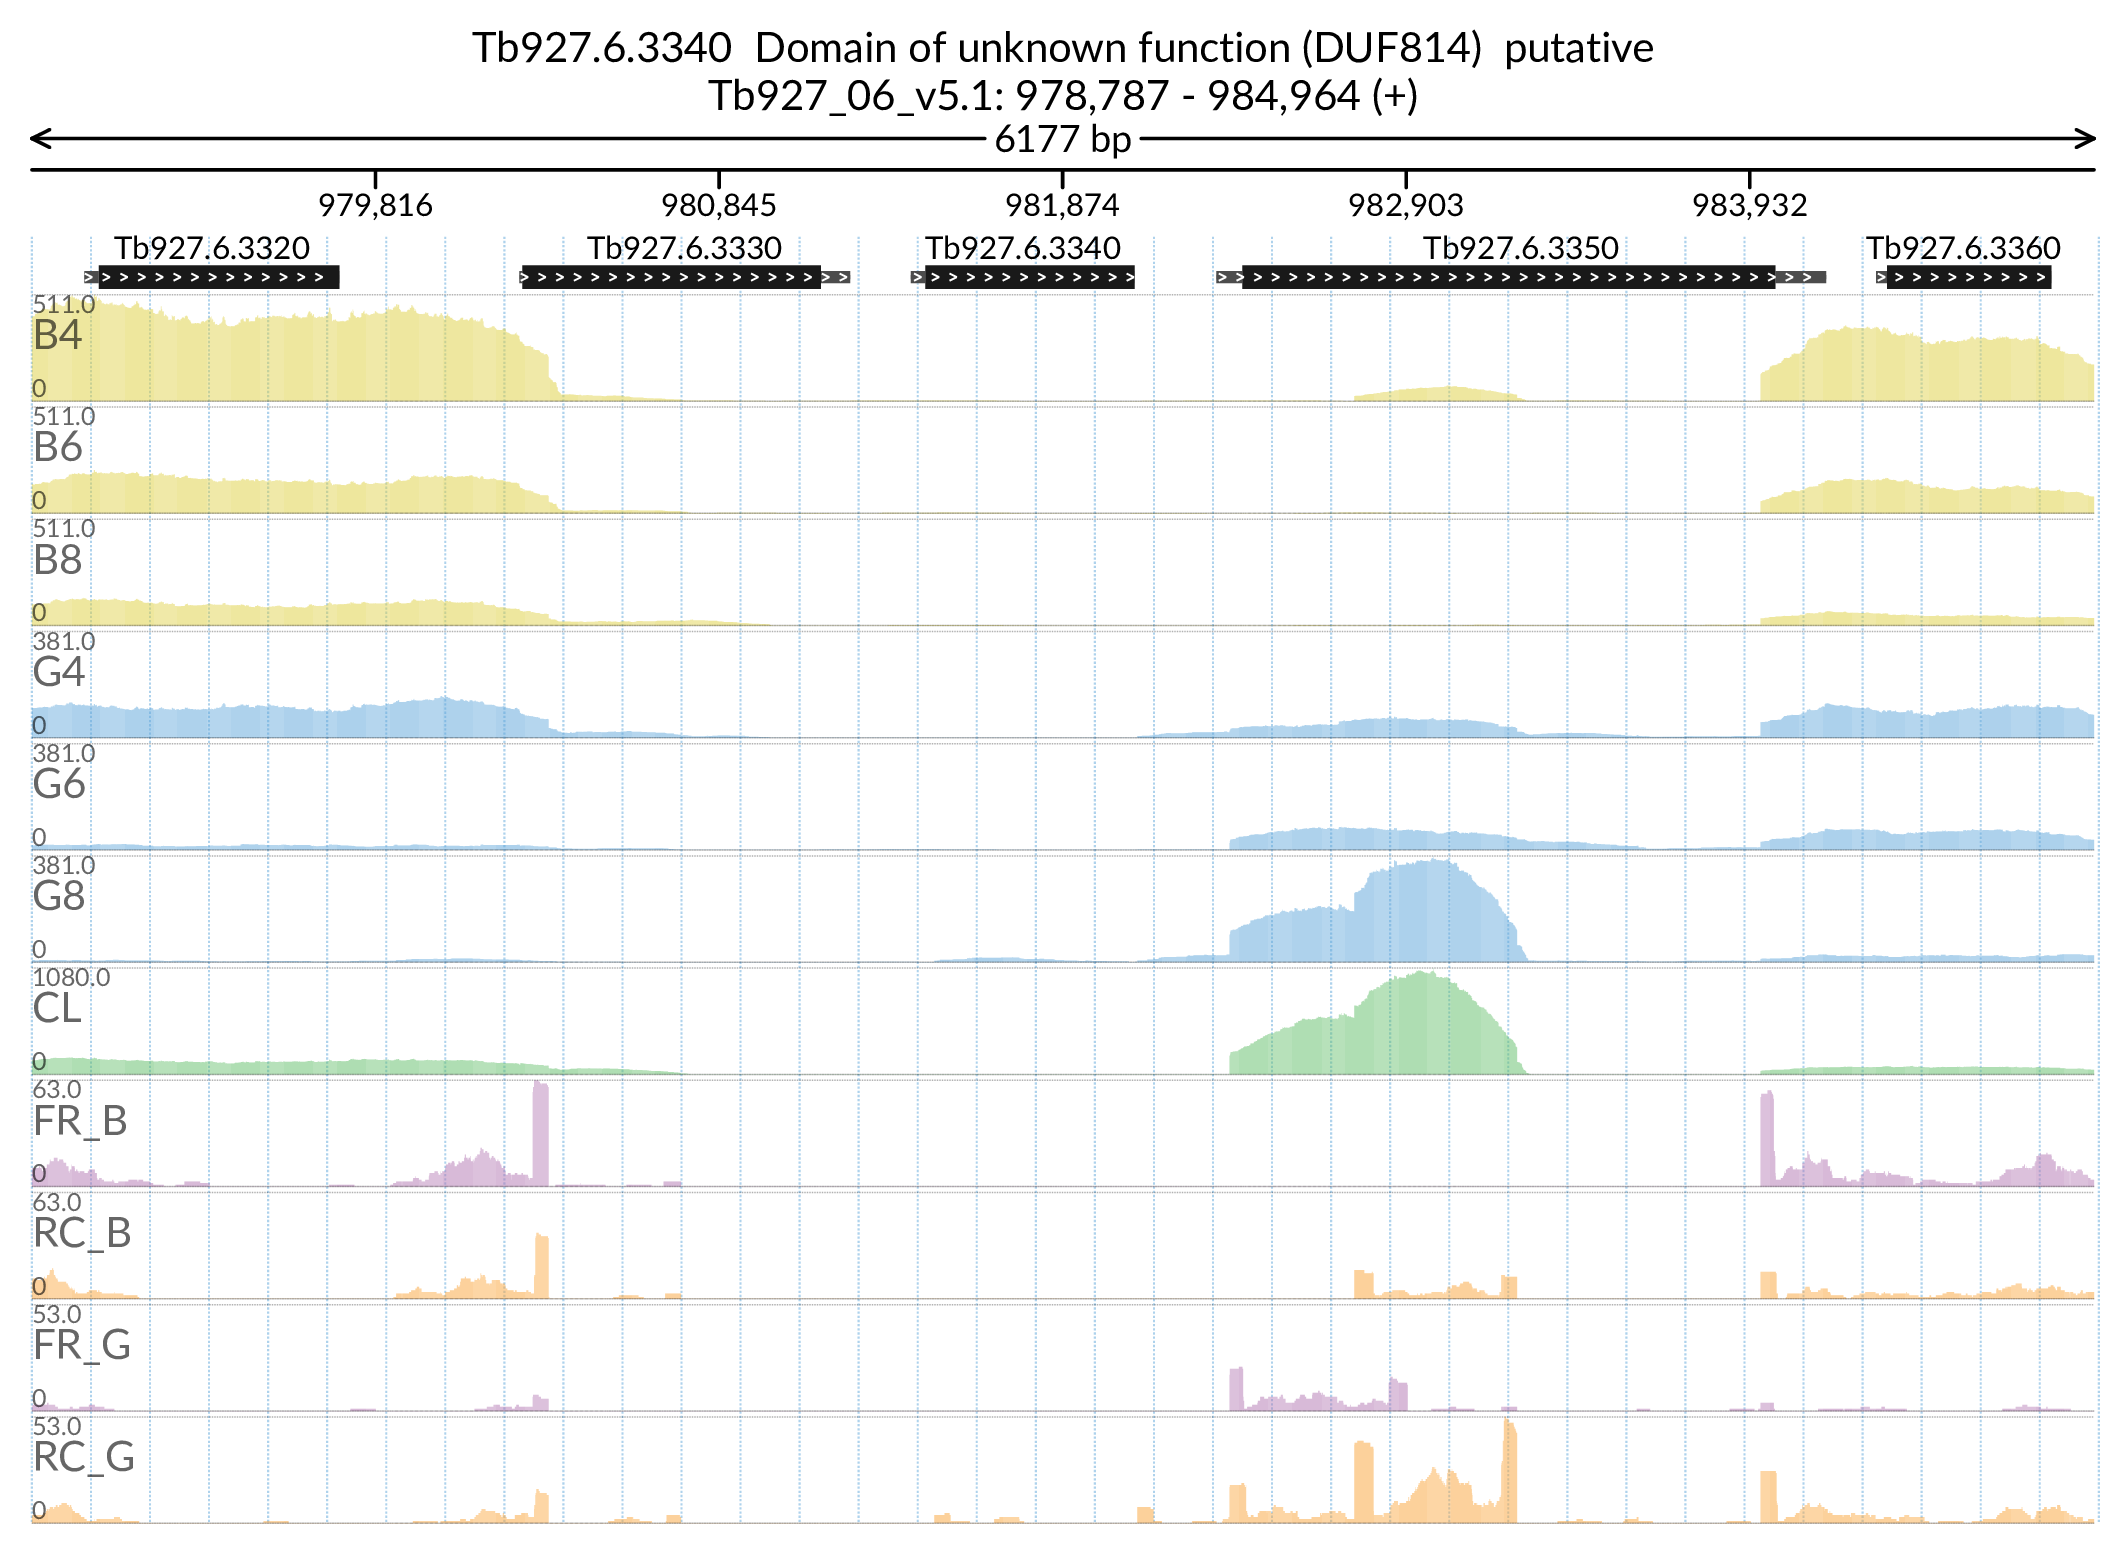 Tb927.6.3340  Domain of unknown function (DUF814)  putative
Tb927_06_v5.1: 978,787 - 984,964 (+)
6177 bp
979,816 980,845 981,874 982,903 983,932
Tb927.6.3320 Tb927.6.3330 Tb927.6.3340 Tb927.6.3350 Tb927.6.3360
511.0
B4
0
511.0
B6
0
511.0
B8
0
381.0
G4
0
381.0
G6
0
381.0
G8
0
1080.0
CL
0
63.0
FR_B
0
63.0
RC_B
0
53.0
FR_G
0
53.0
RC_G
0